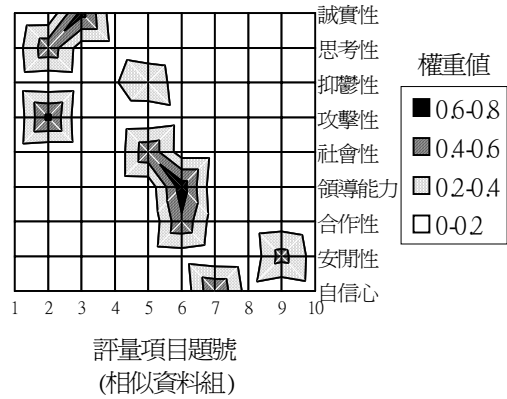 誠實性
思考性
抑鬱性
攻擊性
社會性
領導能力
合作性
安閒性
自信心
1 2 3 4 5 6 7 8 9 10
評量項目題號
(相似資料組)
權重值
0.6-0.8
0.4-0.6
0.2-0.4
0-0.2